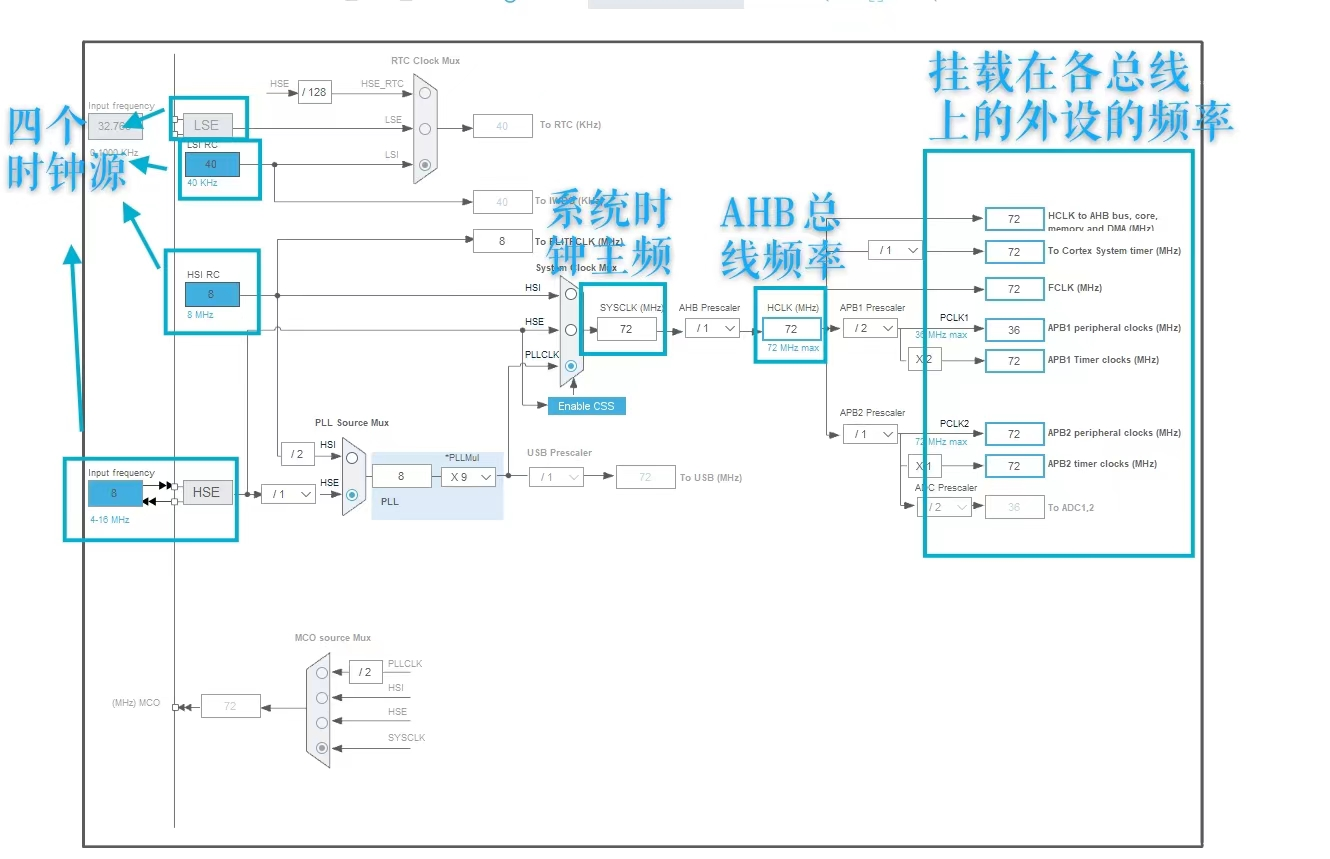 挂载在各总线
上的外设的频率
四个
时钟源
系统时
钟主频
AHB总
线频率
RTC Clock Mux
HSE
/ 128
HSE_RTC
Input frequency
LSE
LSE
40
To RTC (KHz)
0-1000 KHz
LSI RC
40
40 KHz
LSI
40
8
HSI RC
8
8 MHz
System Clock Mux
HSI
HSE
PLLCLK
Enable CSS
SYSCLK (MHz)
72
AHB Prescaler
/ 1
HCLK (MHz)
72
72 MHz max
APB1 Prescaler
/ 2
/ 1
72
HCLK to AHB bus, core,
memory and DMA (MHz)
72
To Cortex System timer (MHz)
72
FCLK (MHz)
PCLK1
36 MHz max
36
APB1 peripheral clocks (MHz)
X 2
72
APB1 Timer clocks (MHz)
APB2 Prescaler
/ 1
PCLK2
72 MHz max
72
APB2 peripheral clocks (MHz)
X 1
72
APB2 timer clocks (MHz)
ADC Prescaler
/ 2
36
To ADC1,2
PLL Source Mux
/ 2
HSI
HSE
Input frequency
8
4-16 MHz
HSE
/ 1
8
*PLLMul
X 9
PLL
USB Prescaler
/ 1
72
To USB (MHz)
MCO source Mux
/ 2
PLLCLK
HSI
HSE
SYSCLK
(MHz) MCO
72